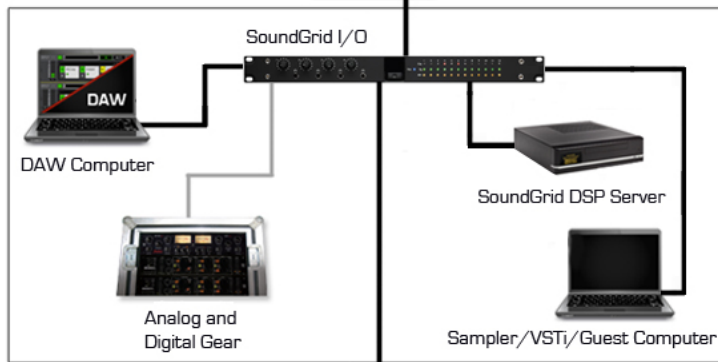 SoundGrid I/O
DAW
DAW Computer
SoundGrid DSP Server
Analog and
Digital Gear
Sampler/VSTi/Guest Computer